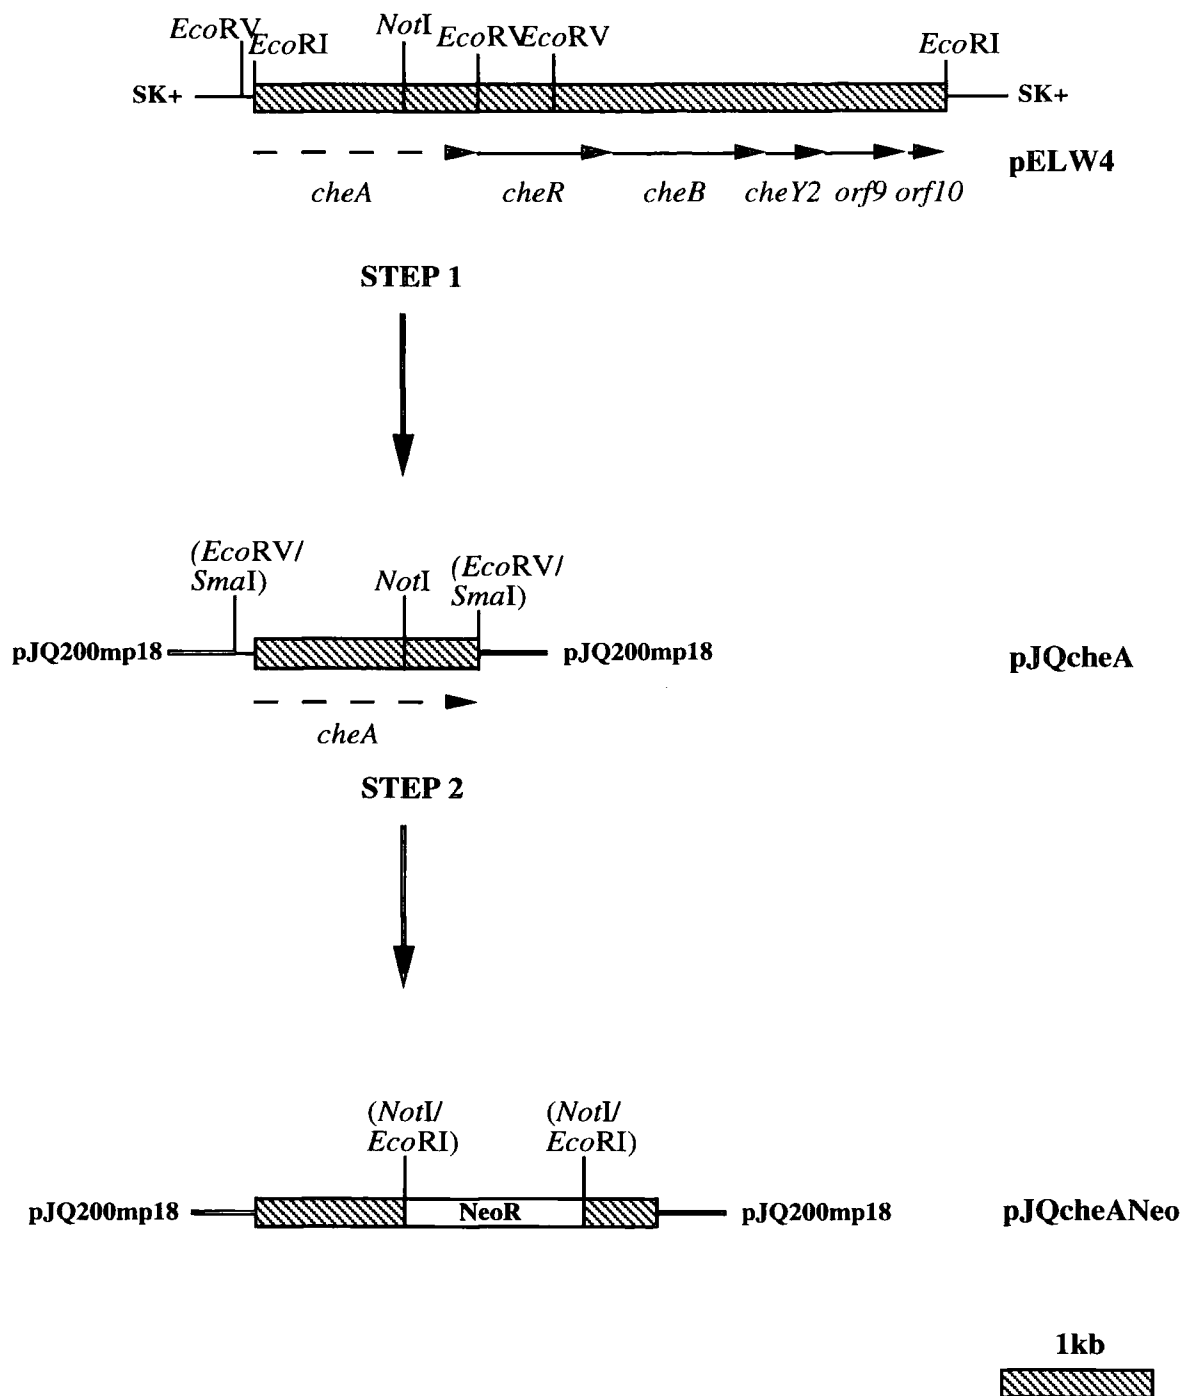 EcoRV EcoRI NotI EcoRV EcoRV EcoRI
SK+ SK+
pELW4
cheA cheR cheB cheY2 orf9 orf10
STEP 1
(EcoRV/ (EcoRV/
SmaI) NotI SmaI)
pJQ200mp18 pJQ200mp18 pJQcheA
cheA
STEP 2
(NotI/ (NotI/
EcoRI) EcoRI)
pJQ200mp18 NeoR pJQ200mp18 pJQcheANeo
1kb